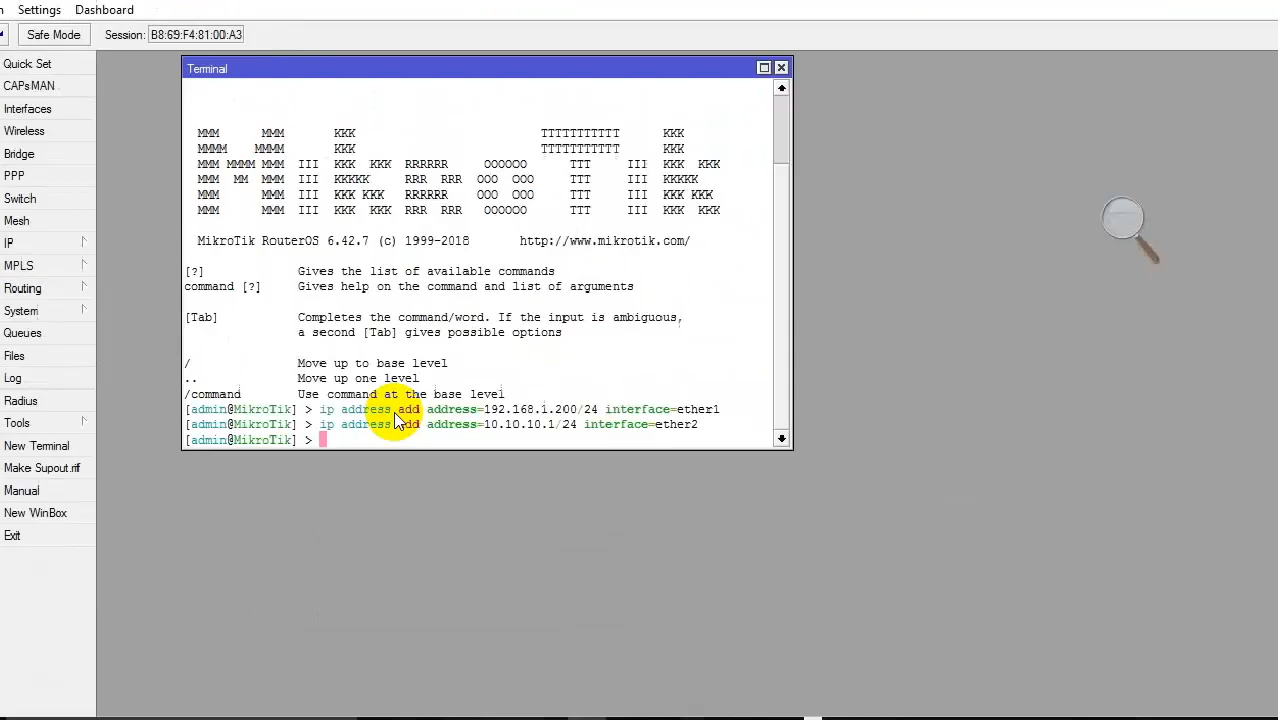 Settings Dashboard
Safe Mode Session: B8:69:F4:81:00:A3
Quick Set
CAPsMAN
Interfaces
Wireless
Bridge
PPP
Switch
Mesh
IP
MPLS
Routing
System
Queues
Files
Log
Radius
Tools
New Terminal
Make Supout.rif
Manual
New WinBox
Exit
Terminal
MMM MMM KKK TTTTTTTTTTT KKK
MMMM MMMM KKK TTTTTTTTTTT KKK
MMM MMMM MMM III KKK KKK RRRRRR OOOOOO TTT III KKK KKK
MMM MM MMM III KKKKK RRR RRR OOO OOO TTT III KKKKK
MMM MMM III KKK KKK RRRRRR OOO OOO TTT III KKK KKK
MMM MMM III KKK KKK RRR RRR OOOOOO TTT III KKK KKK
MikroTik RouterOS 6.42.7 (c) 1999-2018 http://www.mikrotik.com/
[?] Gives the list of available commands
command [?] Gives help on the command and list of arguments
[Tab] Completes the command/word. If the input is ambiguous,
a second [Tab] gives possible options
/ Move up to base level
.. Move up one level
/command Use command at the base level
[admin@MikroTik] > ip address add address=192.168.1.200/24 interface=ether1
[admin@MikroTik] > ip address add address=10.10.10.1/24 interface=ether2
[admin@MikroTik] >